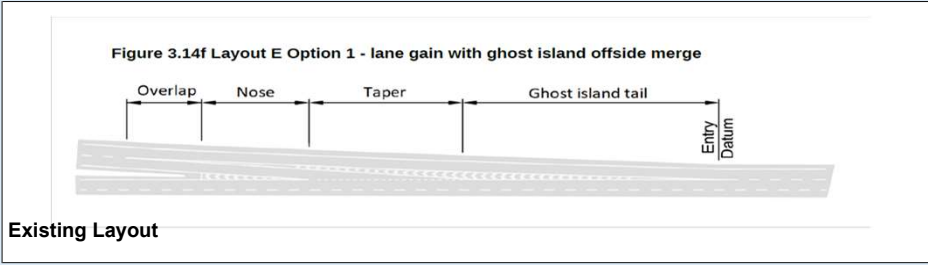 Figure 3.14f Layout E Option 1 - lane gain with ghost island offside merge
Overlap Nose Taper Ghost island tail
Entry
Datum
Existing Layout